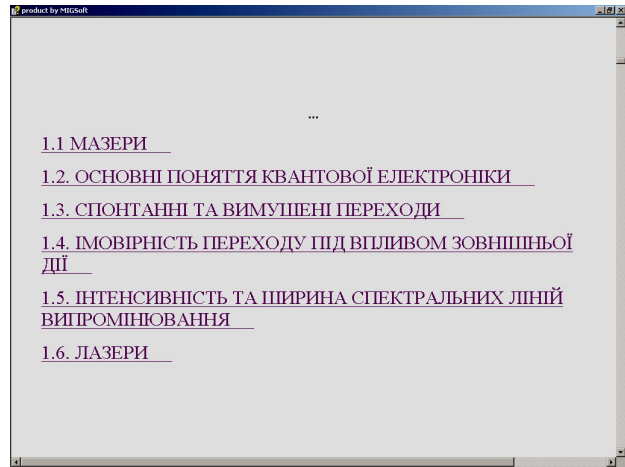 product by MIGSoft
...
1.1 МАЗЕРИ
1.2. ОСНОВНІ ПОНЯТТЯ КВАНТОВОЇ ЕЛЕКТРОНІКИ
1.3. СПОНТАННІ ТА ВИМУШЕНІ ПЕРЕХОДИ
1.4. ІМОВІРНІСТЬ ПЕРЕХОДУ ПІД ВПЛИВОМ ЗОВНІШНЬОЇ
ДІЇ
1.5. ІНТЕНСИВНІСТЬ ТА ШИРИНА СПЕКТРАЛЬНИХ ЛІНІЙ
ВИПРОМІНЮВАННЯ
1.6. ЛАЗЕРИ